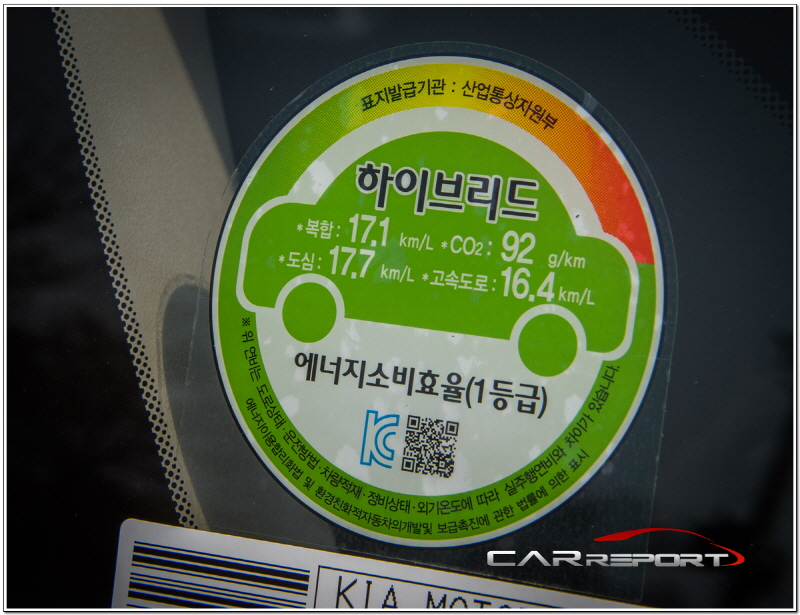 표지발급기관 : 산업통상자원부
하이브리드
*복합: 17.1 km/L *CO2 : 92 g/km
*도심: 17.7 km/L *고속도로: 16.4 km/L
에너지소비효율(1등급)
※ 위 연비는 도로상태·운전방법·차량적재·정비상태·외기온도에 따라 실주행연비와 차이가 있습니다.
에너지이용합리화법 및 환경친화적자동차의개발및 보급촉진에 관한 법률에 의한 표시
KC
KIA
CARREPORT